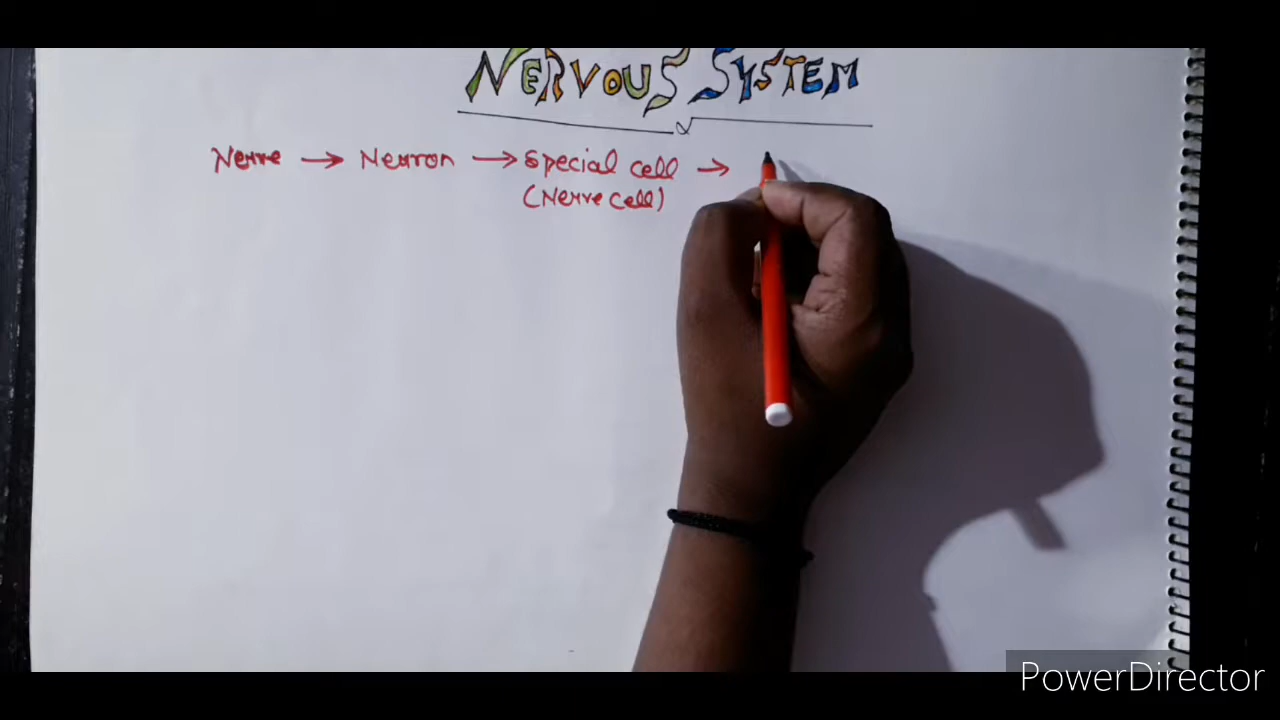 NERVOUS SYSTEM
Nerve → Neuron → Special cell →
(Nerve cell)
PowerDirector